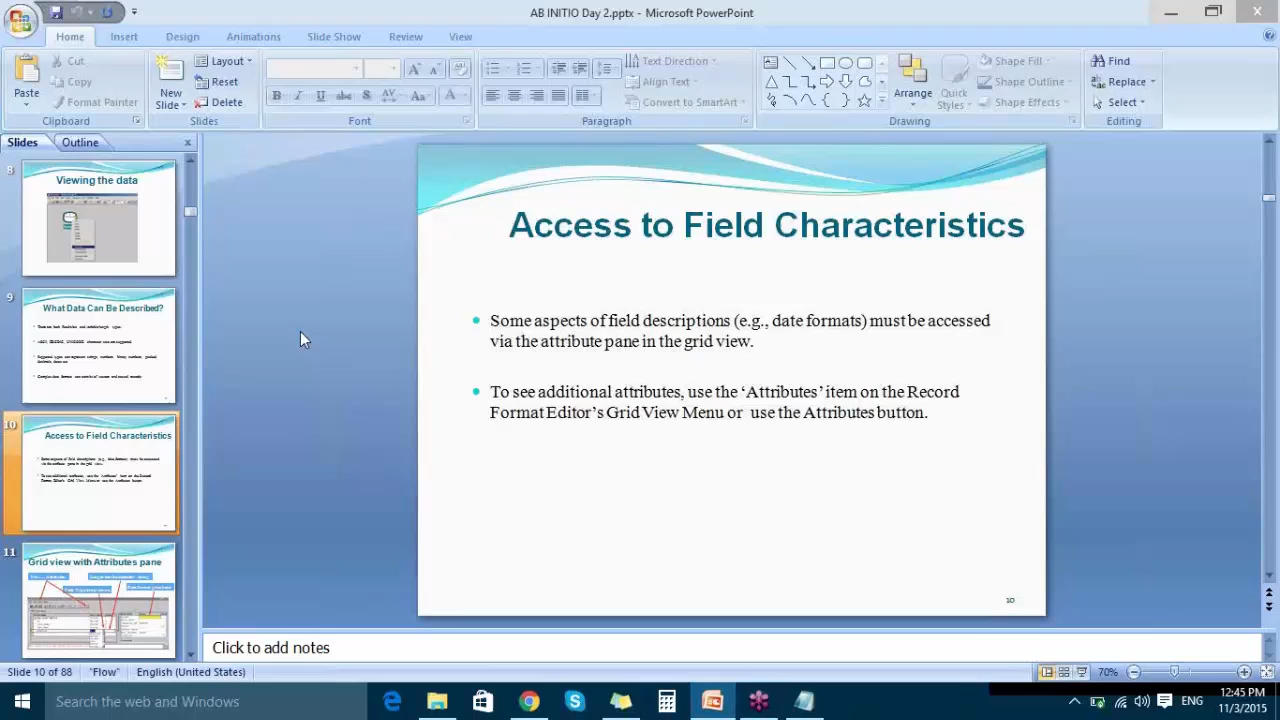 AB INITIO Day 2.pptx - Microsoft PowerPoint
Home Insert Design Animations Slide Show Review View
Cut
Copy
Format Painter
Paste
Clipboard
New Slide
Layout
Reset
Delete
Slides
B I U abc S AV Aa A
Font
Text Direction
Align Text
Convert to SmartArt
Paragraph
Arrange
Quick Styles
Shape Fill
Shape Outline
Shape Effects
Drawing
Find
Replace
Select
Editing
Slides Outline
8
Viewing the data
9
What Data Can Be Described?
10
Access to Field Characteristics
11
Grid view with Attributes pane
Access to Field Characteristics
Some aspects of field descriptions (e.g., date formats) must be accessed
via the attribute pane in the grid view.
To see additional attributes, use the ‘Attributes’ item on the Record
Format Editor’s Grid View Menu or use the Attributes button.
10
Click to add notes
Slide 10 of 88 "Flow" English (United States) 70%
Search the web and Windows
ENG
12:45 PM
11/3/2015